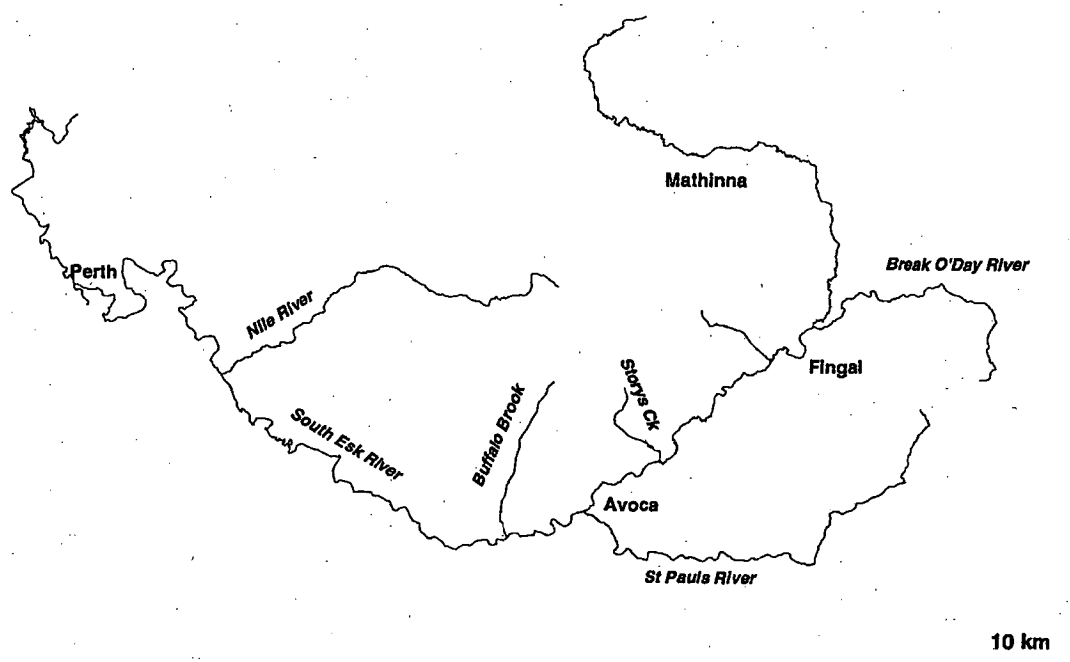 Mathinna
Break O'Day River
Perth
Nile River
Fingal
Storys Ck
Buffalo Brook
South Esk River
Avoca
St Pauls River
10 km